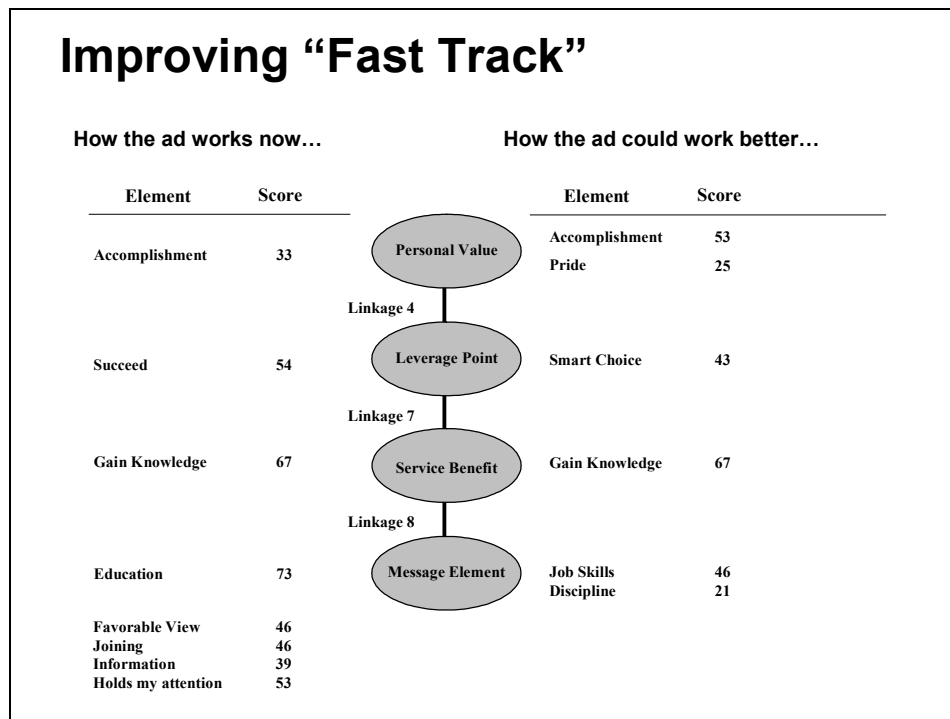 Improving “Fast Track”
How the ad works now…
How the ad could work better…
Element Score
Accomplishment 33
Succeed 54
Gain Knowledge 67
Education 73
Favorable View 46
Joining 46
Information 39
Holds my attention 53
Personal Value
Linkage 4
Leverage Point
Linkage 7
Service Benefit
Linkage 8
Message Element
Element Score
Accomplishment 53
Pride 25
Smart Choice 43
Gain Knowledge 67
Job Skills 46
Discipline 21